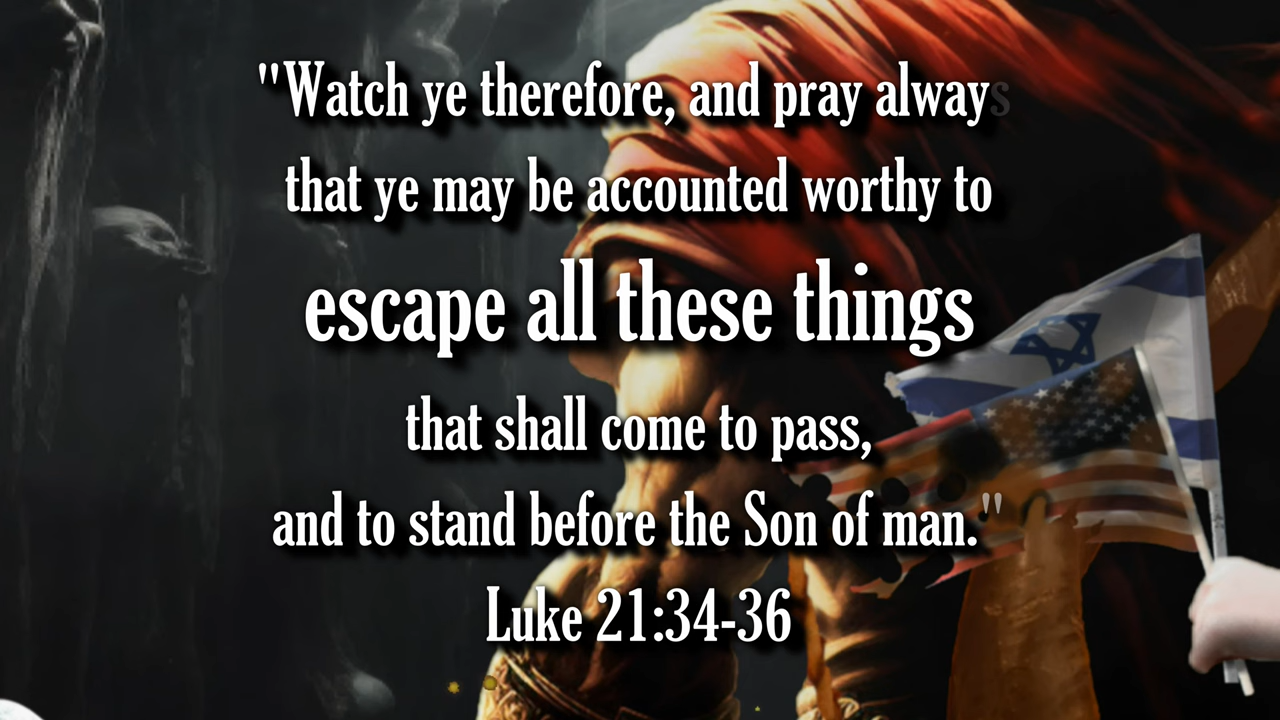 "Watch ye therefore, and pray always
that ye may be accounted worthy to
escape all these things
that shall come to pass,
and to stand before the Son of man."
Luke 21:34-36